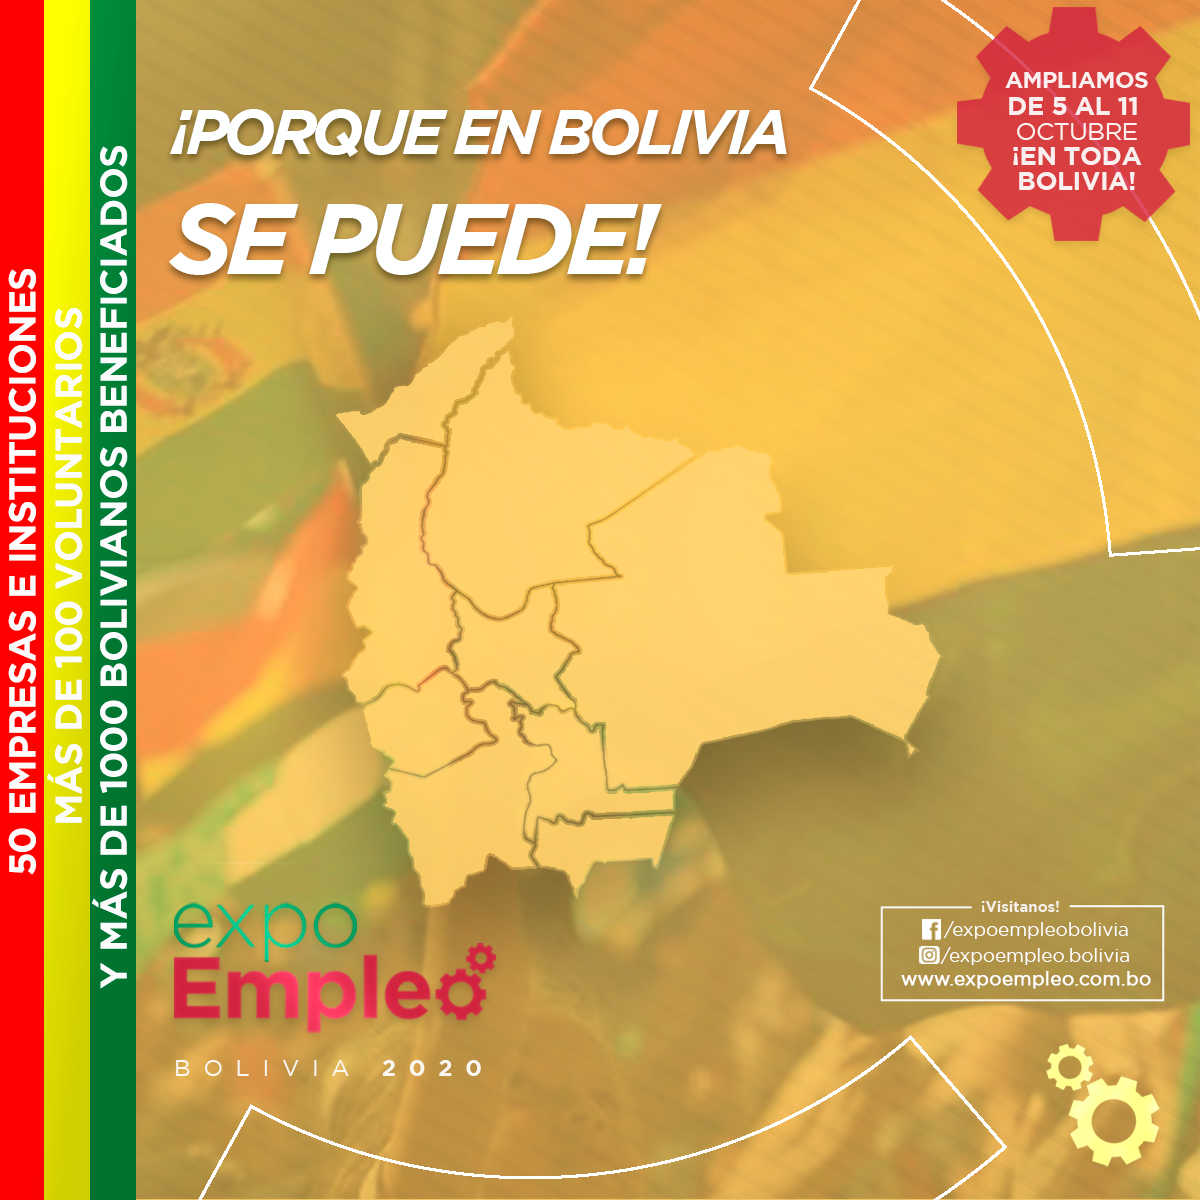 50 EMPRESAS E INSTITUCIONES
MÁS DE 100 VOLUNTARIOS
Y MÁS DE 1000 BOLIVIANOS BENEFICIADOS
¡PORQUE EN BOLIVIA
SE PUEDE!
AMPLIAMOS
DE 5 AL 11
OCTUBRE
¡EN TODA
BOLIVIA!
expo
Empleo
BOLIVIA 2020
¡Visitanos!
/expoempleobolivia
/expoempleo.bolivia
www.expoempleo.com.bo